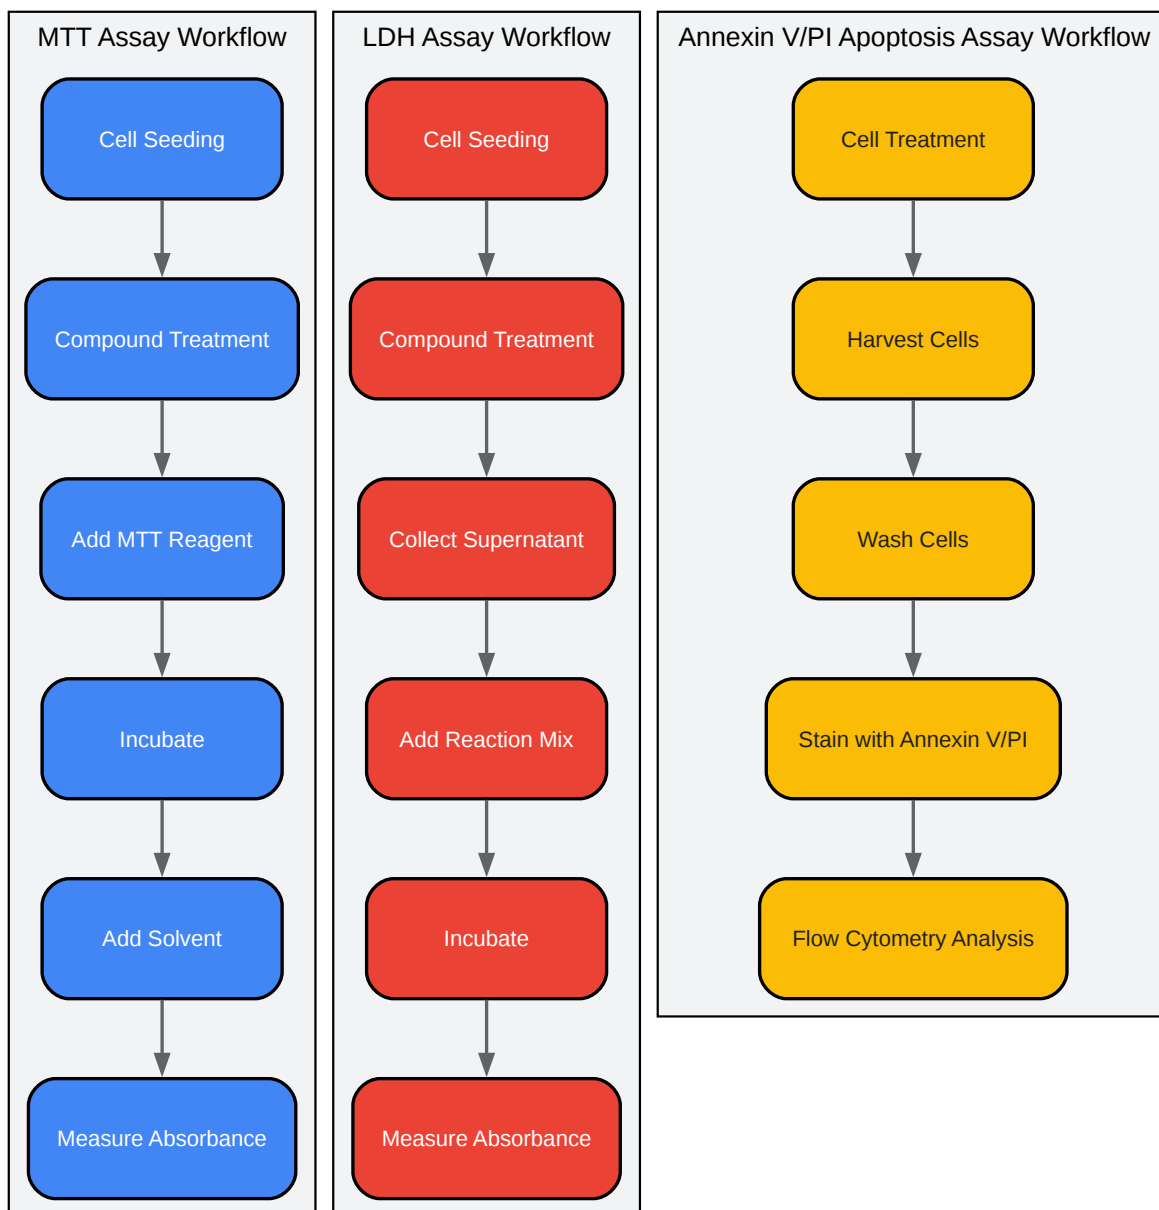 MTT Assay Workflow
Cell Seeding
Compound Treatment
Add MTT Reagent
Incubate
Add Solvent
Measure Absorbance
LDH Assay Workflow
Cell Seeding
Compound Treatment
Collect Supernatant
Add Reaction Mix
Incubate
Measure Absorbance
Annexin V/PI Apoptosis Assay Workflow
Cell Treatment
Harvest Cells
Wash Cells
Stain with Annexin V/PI
Flow Cytometry Analysis